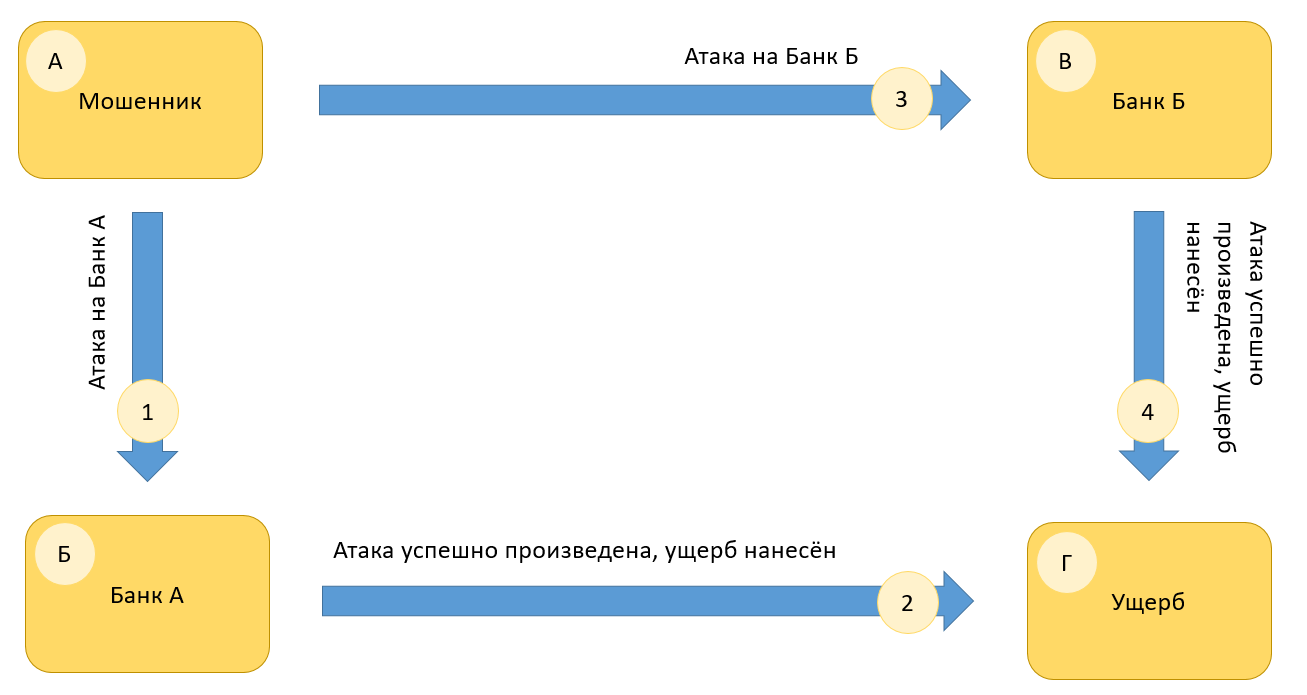 А
Мошенник
Атака на Банк Б
3
В
Банк Б
Атака на Банк А
1
Атака успешно
произведена, ущерб
нанесён
4
Б
Банк А
Атака успешно произведена, ущерб нанесён
2
Г
Ущерб